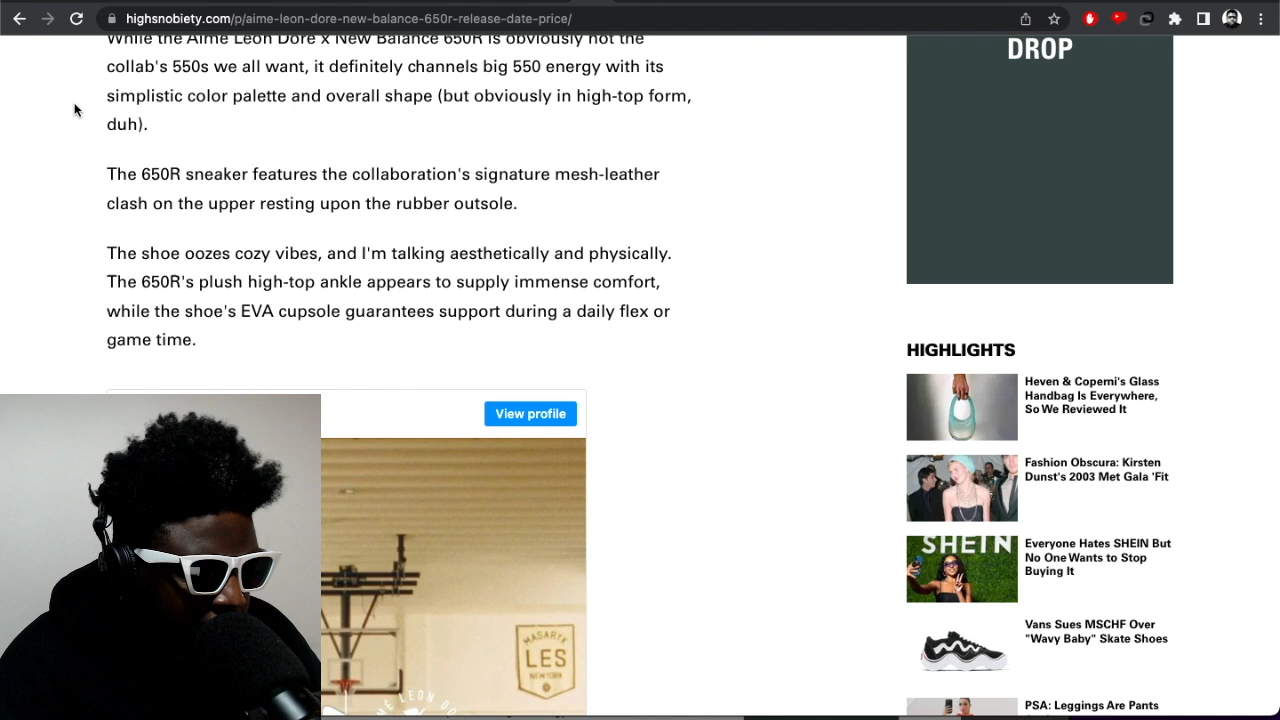 highsnobiety.com/p/aime-leon-dore-new-balance-650r-release-date-price/
While the Aime Leon Dore x New Balance 650R is obviously not the
collab's 550s we all want, it definitely channels big 550 energy with its
simplistic color palette and overall shape (but obviously in high-top form,
duh).
The 650R sneaker features the collaboration's signature mesh-leather
clash on the upper resting upon the rubber outsole.
The shoe oozes cozy vibes, and I'm talking aesthetically and physically.
The 650R's plush high-top ankle appears to supply immense comfort,
while the shoe's EVA cupsole guarantees support during a daily flex or
game time.
View profile
MASARYK
LES
NEW YORK
LEON DO
DROP
HIGHLIGHTS
Heven & Coperni's Glass
Handbag Is Everywhere,
So We Reviewed It
Fashion Obscura: Kirsten
Dunst's 2003 Met Gala 'Fit
SHEIN
Everyone Hates SHEIN But
No One Wants to Stop
Buying It
Vans Sues MSCHF Over
"Wavy Baby" Skate Shoes
PSA: Leggings Are Pants